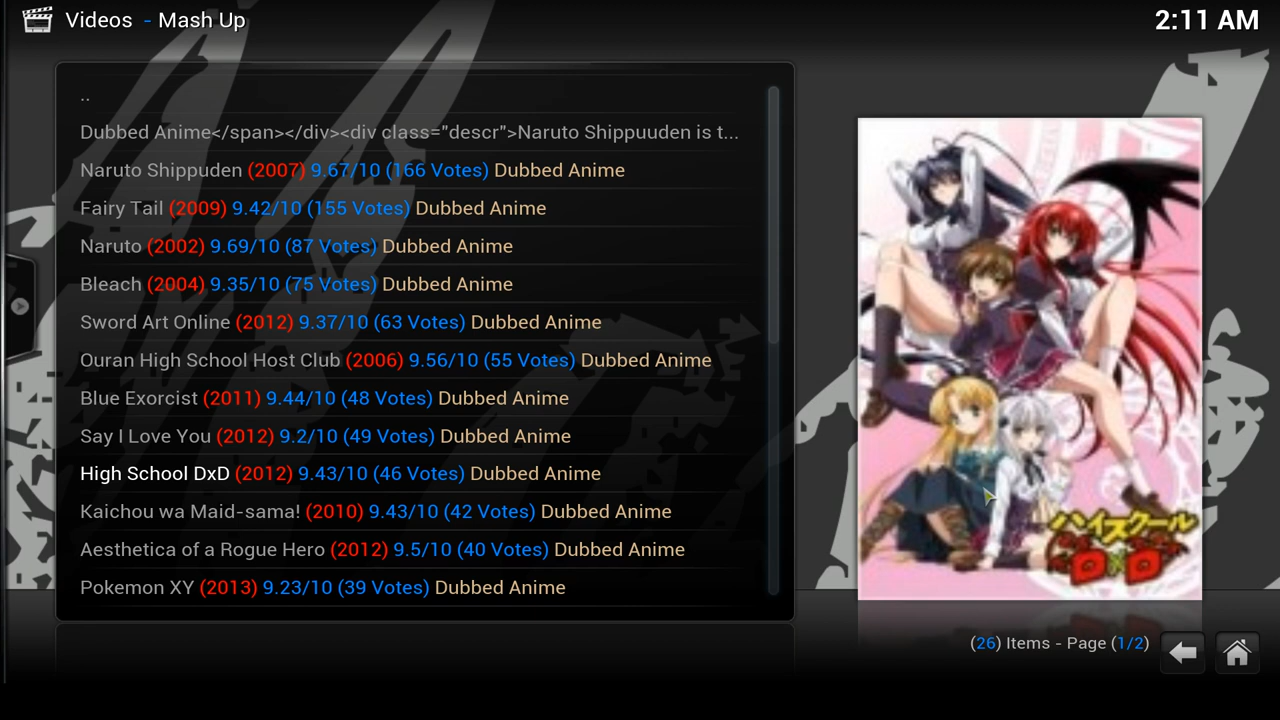 Videos - Mash Up
2:11 AM
..
Dubbed Anime</span></div><div class="descr">Naruto Shippuuden is t...
Naruto Shippuden (2007) 9.67/10 (166 Votes) Dubbed Anime
Fairy Tail (2009) 9.42/10 (155 Votes) Dubbed Anime
Naruto (2002) 9.69/10 (87 Votes) Dubbed Anime
Bleach (2004) 9.35/10 (75 Votes) Dubbed Anime
Sword Art Online (2012) 9.37/10 (63 Votes) Dubbed Anime
Ouran High School Host Club (2006) 9.56/10 (55 Votes) Dubbed Anime
Blue Exorcist (2011) 9.44/10 (48 Votes) Dubbed Anime
Say I Love You (2012) 9.2/10 (49 Votes) Dubbed Anime
High School DxD (2012) 9.43/10 (46 Votes) Dubbed Anime
Kaichou wa Maid-sama! (2010) 9.43/10 (42 Votes) Dubbed Anime
Aesthetica of a Rogue Hero (2012) 9.5/10 (40 Votes) Dubbed Anime
Pokemon XY (2013) 9.23/10 (39 Votes) Dubbed Anime
ハイスクール
D×D
(26) Items - Page (1/2)